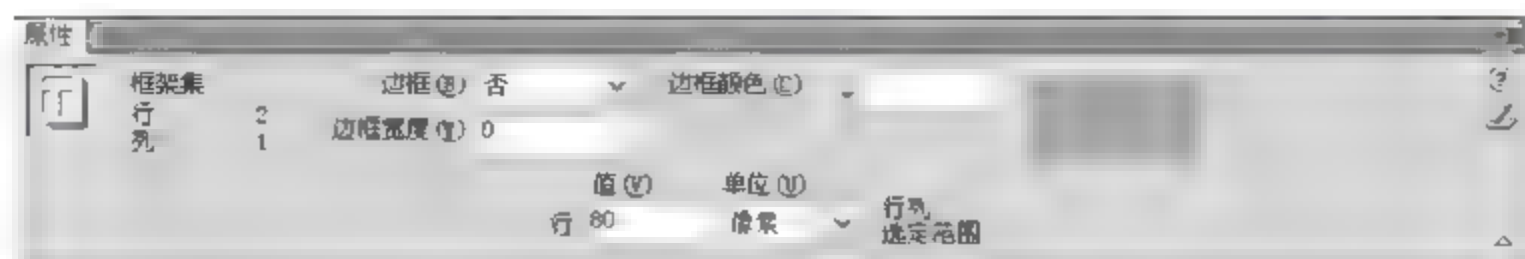 属性
框架集 边框(B) 否 边框颜色(C)
行 2
列 1 边框宽度(T) 0
值(V) 单位(U)
行 80 像素 行列
选定范围